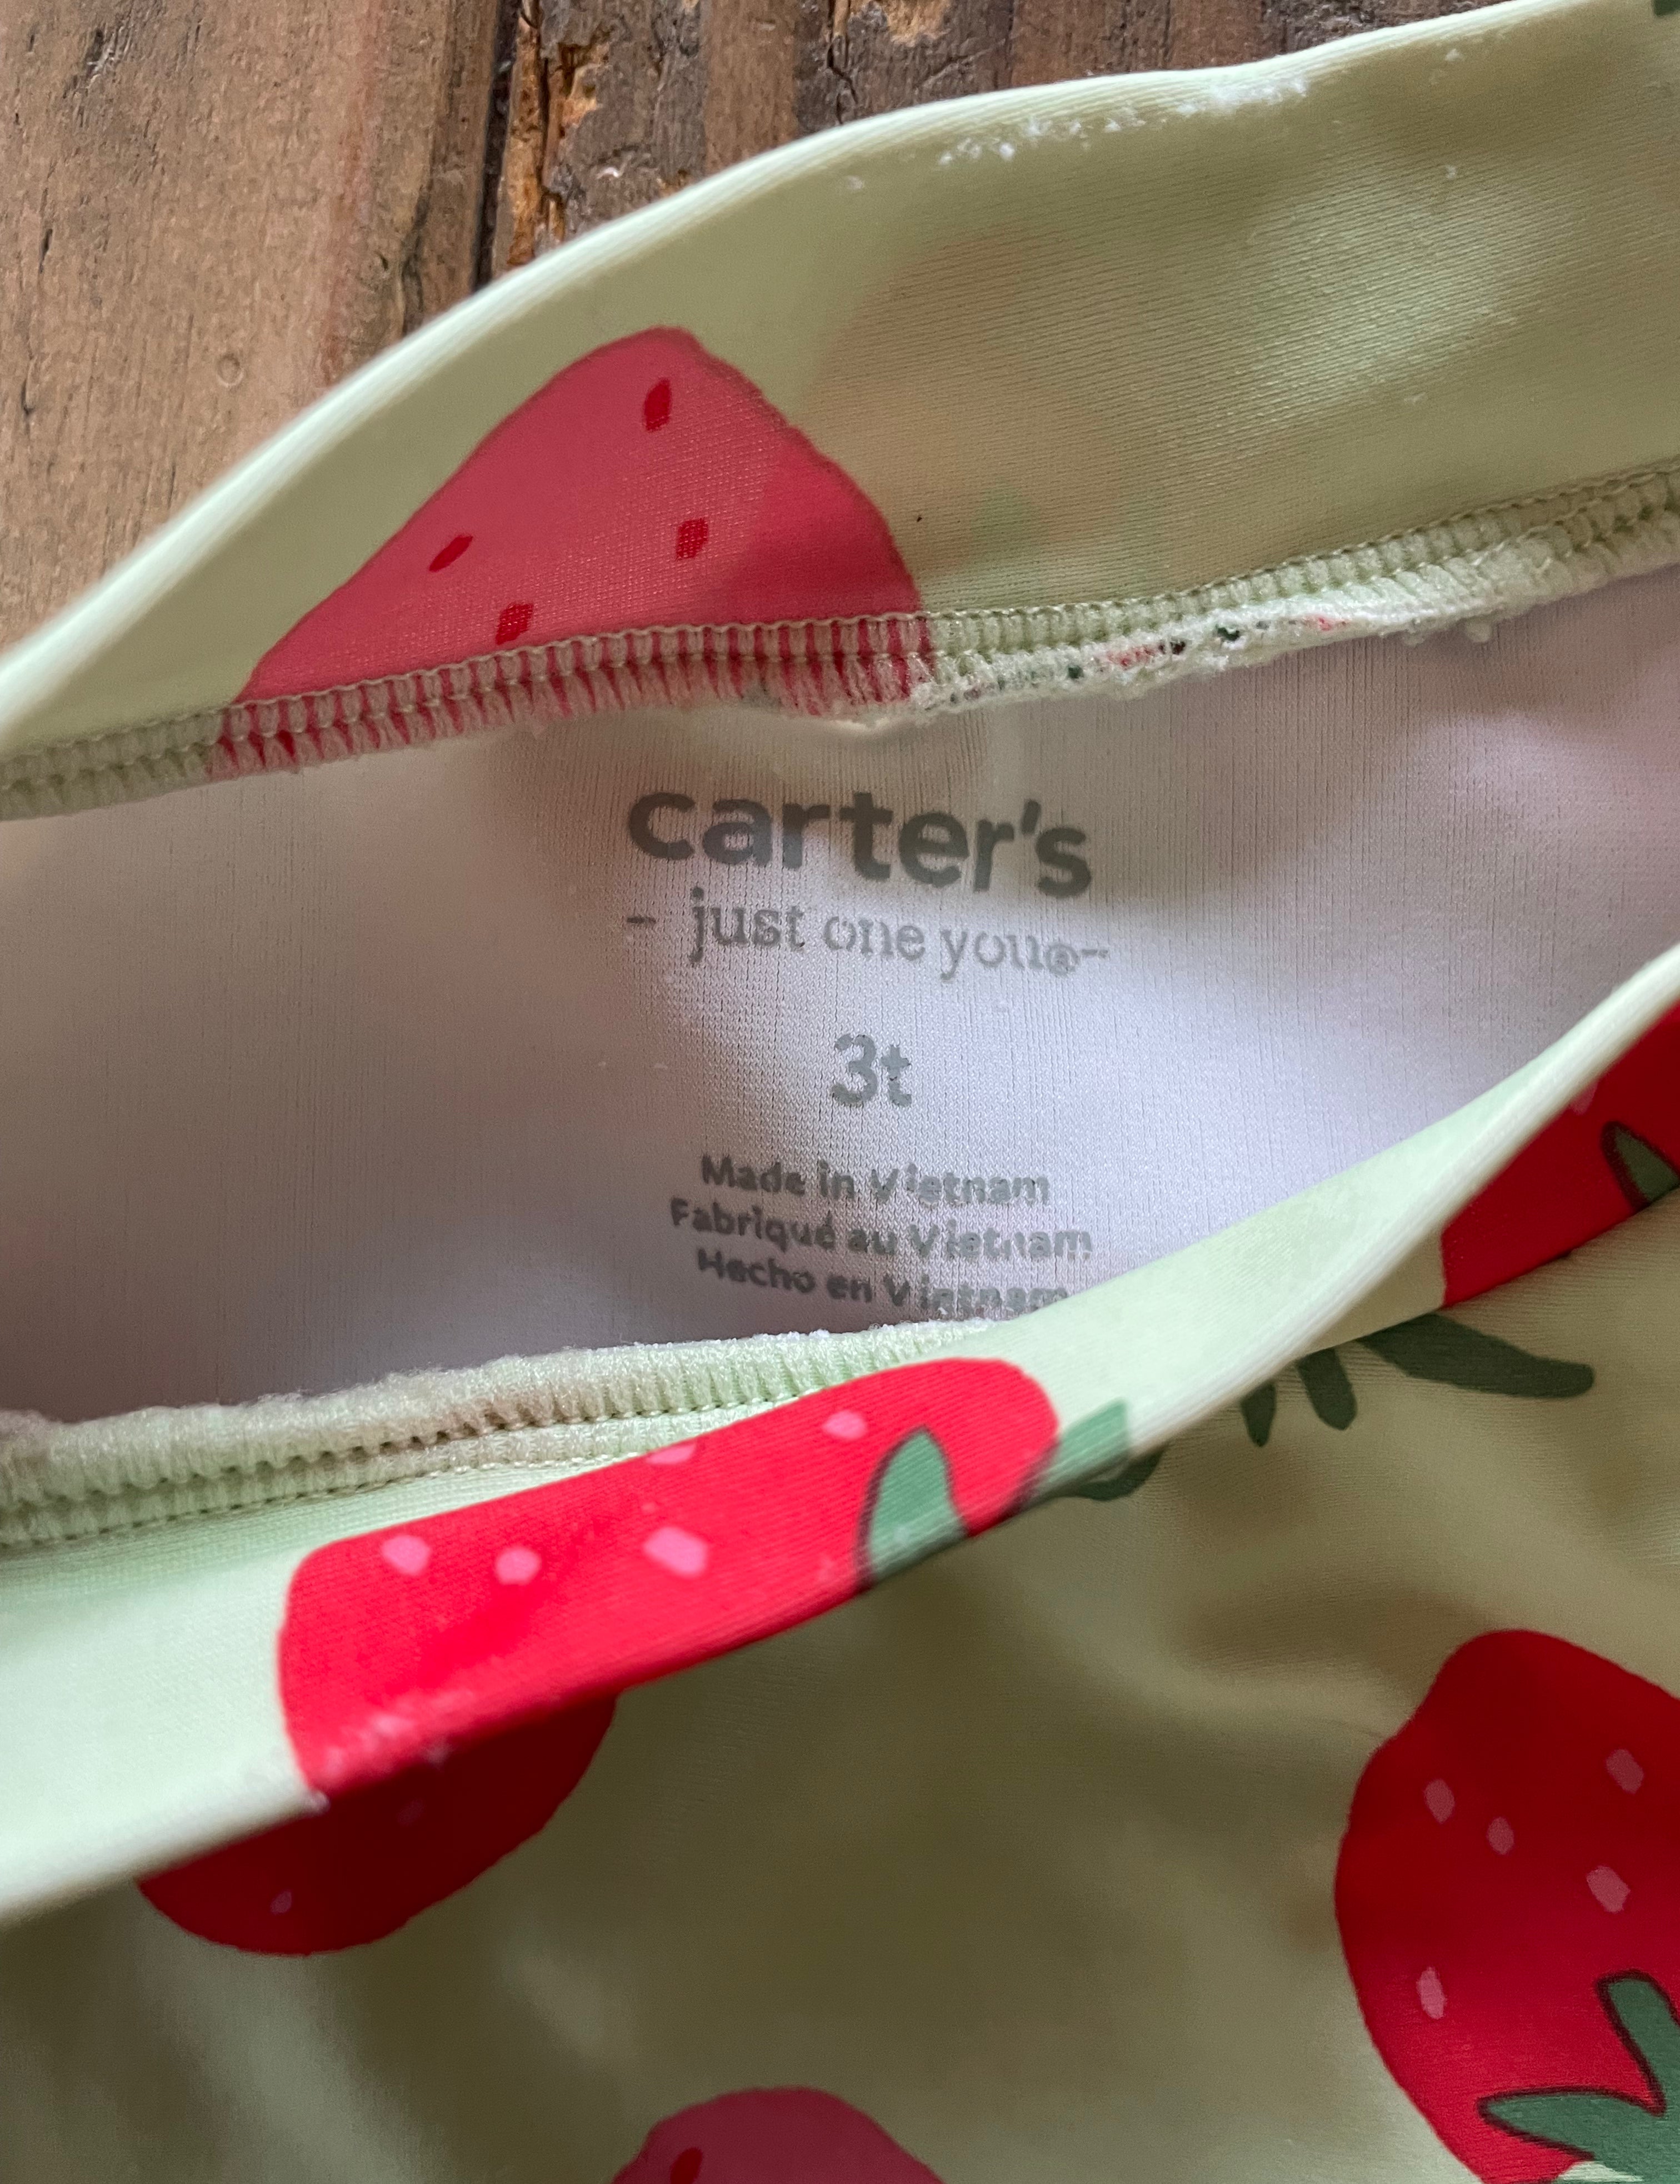 carter's
- just one you®-
3t
Made in Vietnam
Fabriqué au Vietnam
Hecho en Vietnam